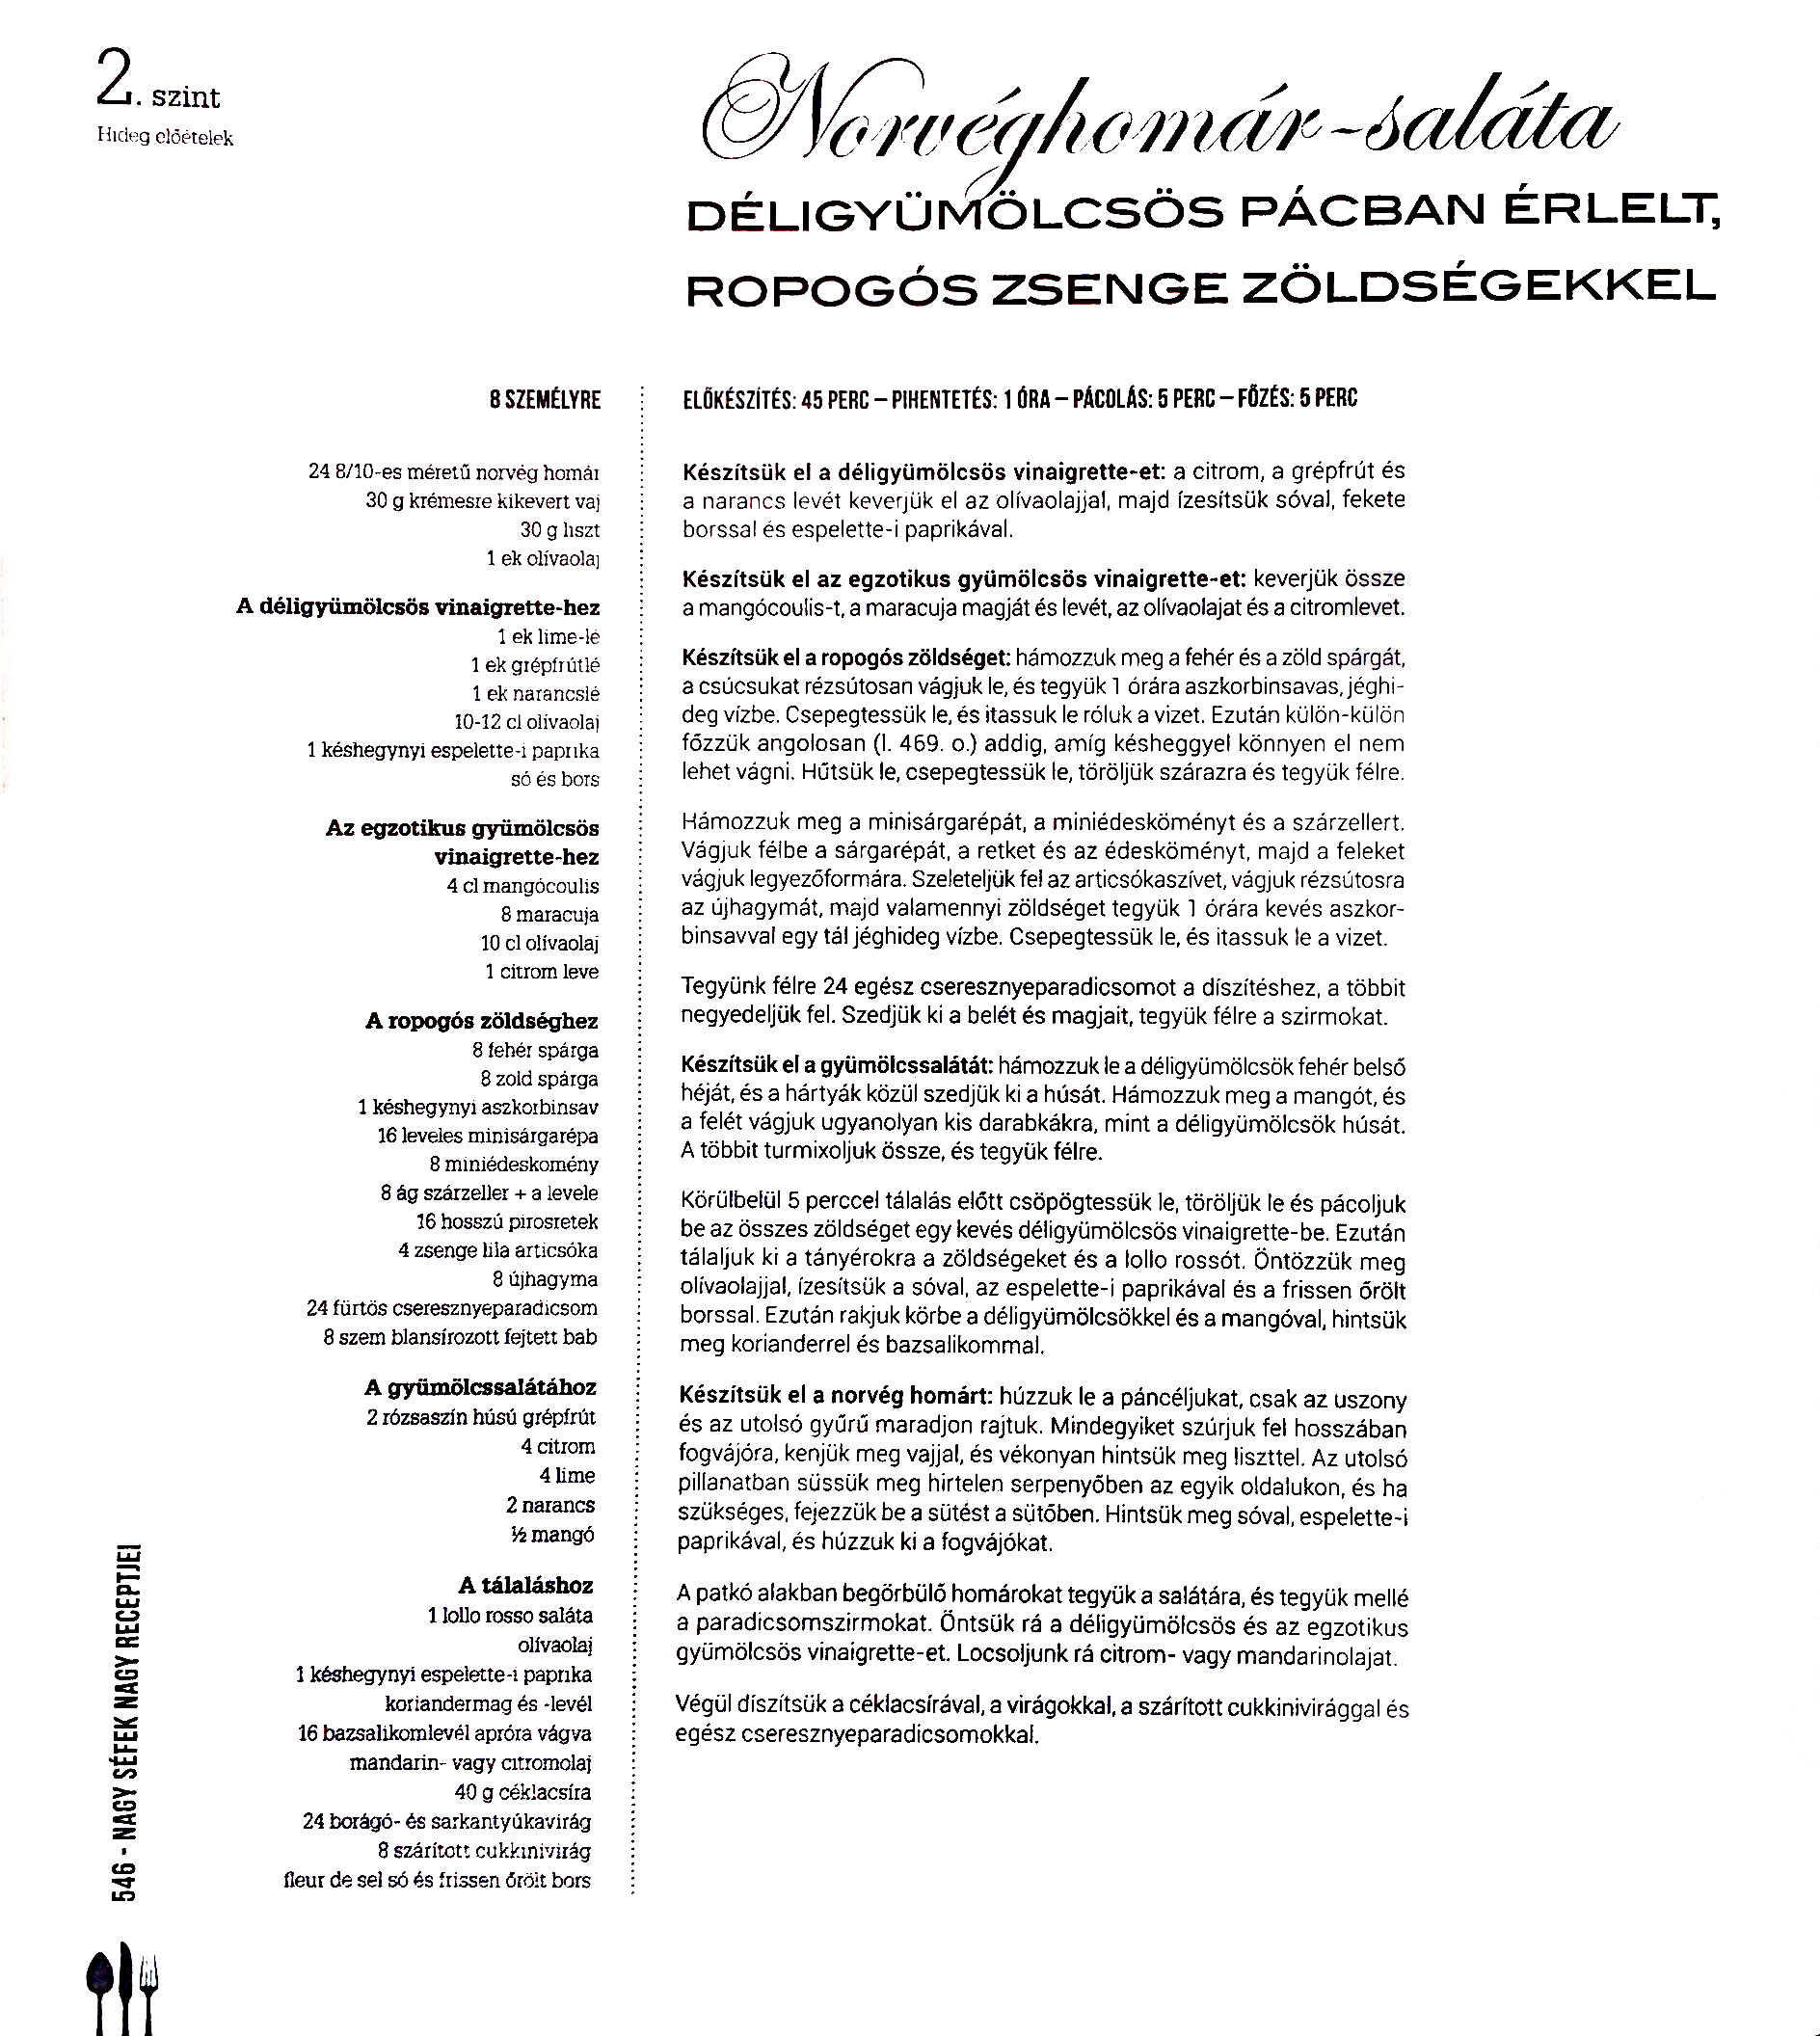 2. szint
Hideg előételek
Norvéghomár-saláta
DÉLIGYÜMÖLCSÖS PÁCBAN ÉRLELT,
ROPOGÓS ZSENGE ZÖLDSÉGEKKEL
8 SZEMÉLYRE
24 8/10-es méretű norvég homár
30 g krémesre kikevert vaj
30 g liszt
1 ek olívaolaj
A déligyümölcsös vinaigrette-hez
1 ek lime-lé
1 ek grépfrútlé
1 ek narancslé
10-12 cl olívaolaj
1 késhegynyi espelette-i paprika
só és bors
Az egzotikus gyümölcsös
vinaigrette-hez
4 cl mangócoulis
8 maracuja
10 cl olívaolaj
1 citrom leve
A ropogós zöldséghez
8 fehér spárga
8 zöld spárga
1 késhegynyi aszkorbinsav
16 leveles minisárgarépa
8 miniédeskömény
8 ág szárzeller + a levele
16 hosszú pirosretek
4 zsenge lila articsóka
8 újhagyma
24 fürtös cseresznyeparadicsom
8 szem blansírozott fejtett bab
A gyümölcssalátához
2 rózsaszín húsú grépfrút
4 citrom
4 lime
2 narancs
½ mangó
A tálaláshoz
1 lollo rosso saláta
olívaolaj
1 késhegynyi espelette-i paprika
koriandermag és -levél
16 bazsalikomlevél apróra vágva
mandarin- vagy citromolaj
40 g céklacsíra
24 borágó- és sarkantyúkavirág
8 szárított cukkinivirág
fleur de sel só és frissen őrölt bors
ELŐKÉSZÍTÉS: 45 PERC – PIHENTETÉS: 1 ÓRA – PÁCOLÁS: 5 PERC – FŐZÉS: 5 PERC
Készítsük el a déligyümölcsös vinaigrette-et: a citrom, a grépfrút és
a narancs levét keverjük el az olívaolajjal, majd ízesítsük sóval, fekete
borssal és espelette-i paprikával.
Készítsük el az egzotikus gyümölcsös vinaigrette-et: keverjük össze
a mangócoulis-t, a maracuja magját és levét, az olívaolajat és a citromlevet.
Készítsük el a ropogós zöldséget: hámozzuk meg a fehér és a zöld spárgát,
a csúcsukat rézsútosan vágjuk le, és tegyük 1 órára aszkorbinsavas, jéghi-
deg vízbe. Csepegtessük le, és itassuk le róluk a vizet. Ezután külön-külön
főzzük angolosan (l. 469. o.) addig, amíg késheggyel könnyen el nem
lehet vágni. Hűtsük le, csepegtessük le, töröljük szárazra és tegyük félre.
Hámozzuk meg a minisárgarépát, a miniédesköményt és a szárzellert.
Vágjuk félbe a sárgarépát, a retket és az édesköményt, majd a feleket
vágjuk legyezőformára. Szeleteljük fel az articsókaszívet, vágjuk rézsútosra
az újhagymát, majd valamennyi zöldséget tegyük 1 órára kevés aszkor-
binsavval egy tál jéghideg vízbe. Csepegtessük le, és itassuk le a vizet.
Tegyünk félre 24 egész cseresznyeparadicsomot a díszítéshez, a többit
negyedeljük fel. Szedjük ki a belét és magjait, tegyük félre a szirmokat.
Készítsük el a gyümölcssalátát: hámozzuk le a déligyümölcsök fehér belső
héját, és a hártyák közül szedjük ki a húsát. Hámozzuk meg a mangót, és
a felét vágjuk ugyanolyan kis darabkákra, mint a déligyümölcsök húsát.
A többit turmixoljuk össze, és tegyük félre.
Körülbelül 5 perccel tálalás előtt csöpögtessük le, töröljük le és pácoljuk
be az összes zöldséget egy kevés déligyümölcsös vinaigrette-be. Ezután
tálaljuk ki a tányérokra a zöldségeket és a lollo rossót. Öntözzük meg
olívaolajjal, ízesítsük a sóval, az espelette-i paprikával és a frissen őrölt
borssal. Ezután rakjuk körbe a déligyümölcsökkel és a mangóval, hintsük
meg korianderrel és bazsalikommal.
Készítsük el a norvég homárt: húzzuk le a páncéljukat, csak az uszony
és az utolsó gyűrű maradjon rajtuk. Mindegyiket szúrjuk fel hosszában
fogvájóra, kenjük meg vajjal, és vékonyan hintsük meg liszttel. Az utolsó
pillanatban süssük meg hirtelen serpenyőben az egyik oldalukon, és ha
szükséges, fejezzük be a sütést a sütőben. Hintsük meg sóval, espelette-i
paprikával, és húzzuk ki a fogvájókat.
A patkó alakban begörbülő homárokat tegyük a salátára, és tegyük mellé
a paradicsomszirmokat. Öntsük rá a déligyümölcsös és az egzotikus
gyümölcsös vinaigrette-et. Locsoljunk rá citrom- vagy mandarinolajat.
Végül díszítsük a céklacsírával, a virágokkal, a szárított cukkinivirággal és
egész cseresznyeparadicsomokkal.
546 - NAGY SÉFEK NAGY RECEPTJEI